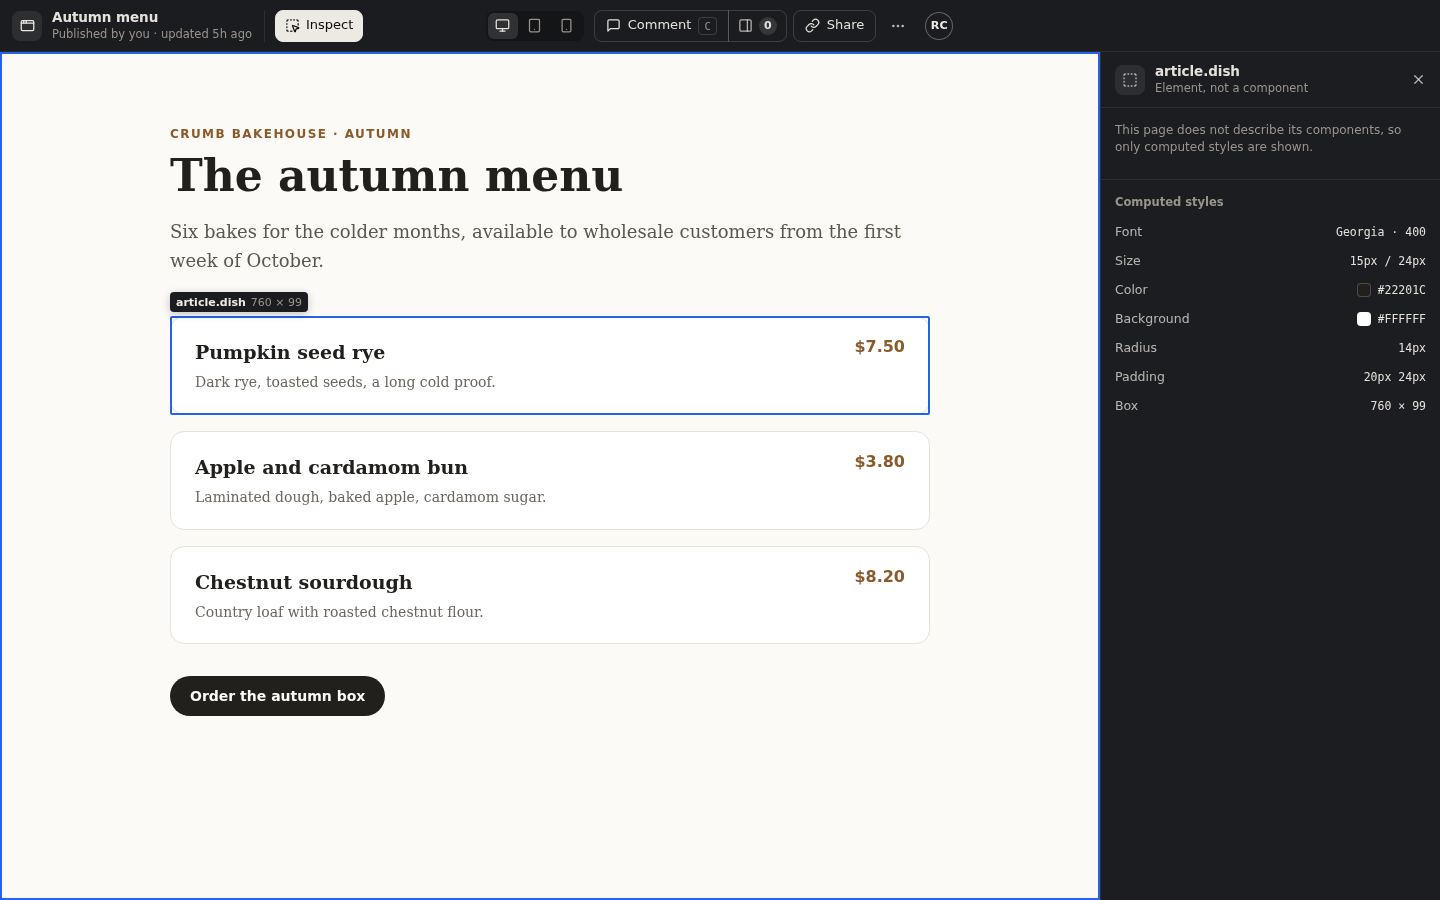 Autumn menu
Published by you · updated 5h ago
Inspect
Comment C
0
Share
RC
CRUMB BAKEHOUSE · AUTUMN
The autumn menu
Six bakes for the colder months, available to wholesale customers from the first
week of October.
article.dish 760 × 99
Pumpkin seed rye
$7.50
Dark rye, toasted seeds, a long cold proof.
Apple and cardamom bun
$3.80
Laminated dough, baked apple, cardamom sugar.
Chestnut sourdough
$8.20
Country loaf with roasted chestnut flour.
Order the autumn box
article.dish
Element, not a component
This page does not describe its components, so
only computed styles are shown.
Computed styles
Font Georgia · 400
Size 15px / 24px
Color #22201C
Background #FFFFFF
Radius 14px
Padding 20px 24px
Box 760 × 99